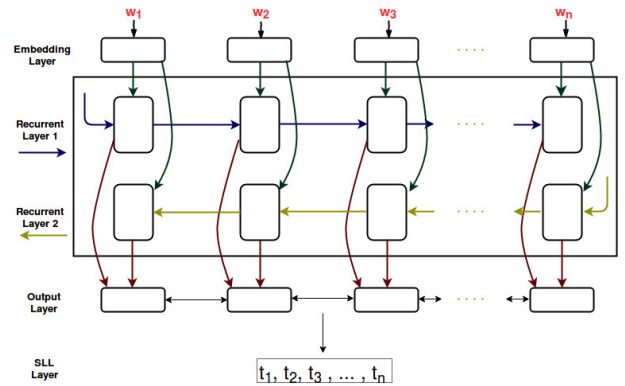 w1 w2 w3 wn
Embedding
Layer
Recurrent
Layer 1
Recurrent
Layer 2
Output
Layer
SLL
Layer
t1, t2, t3 , ... , tn